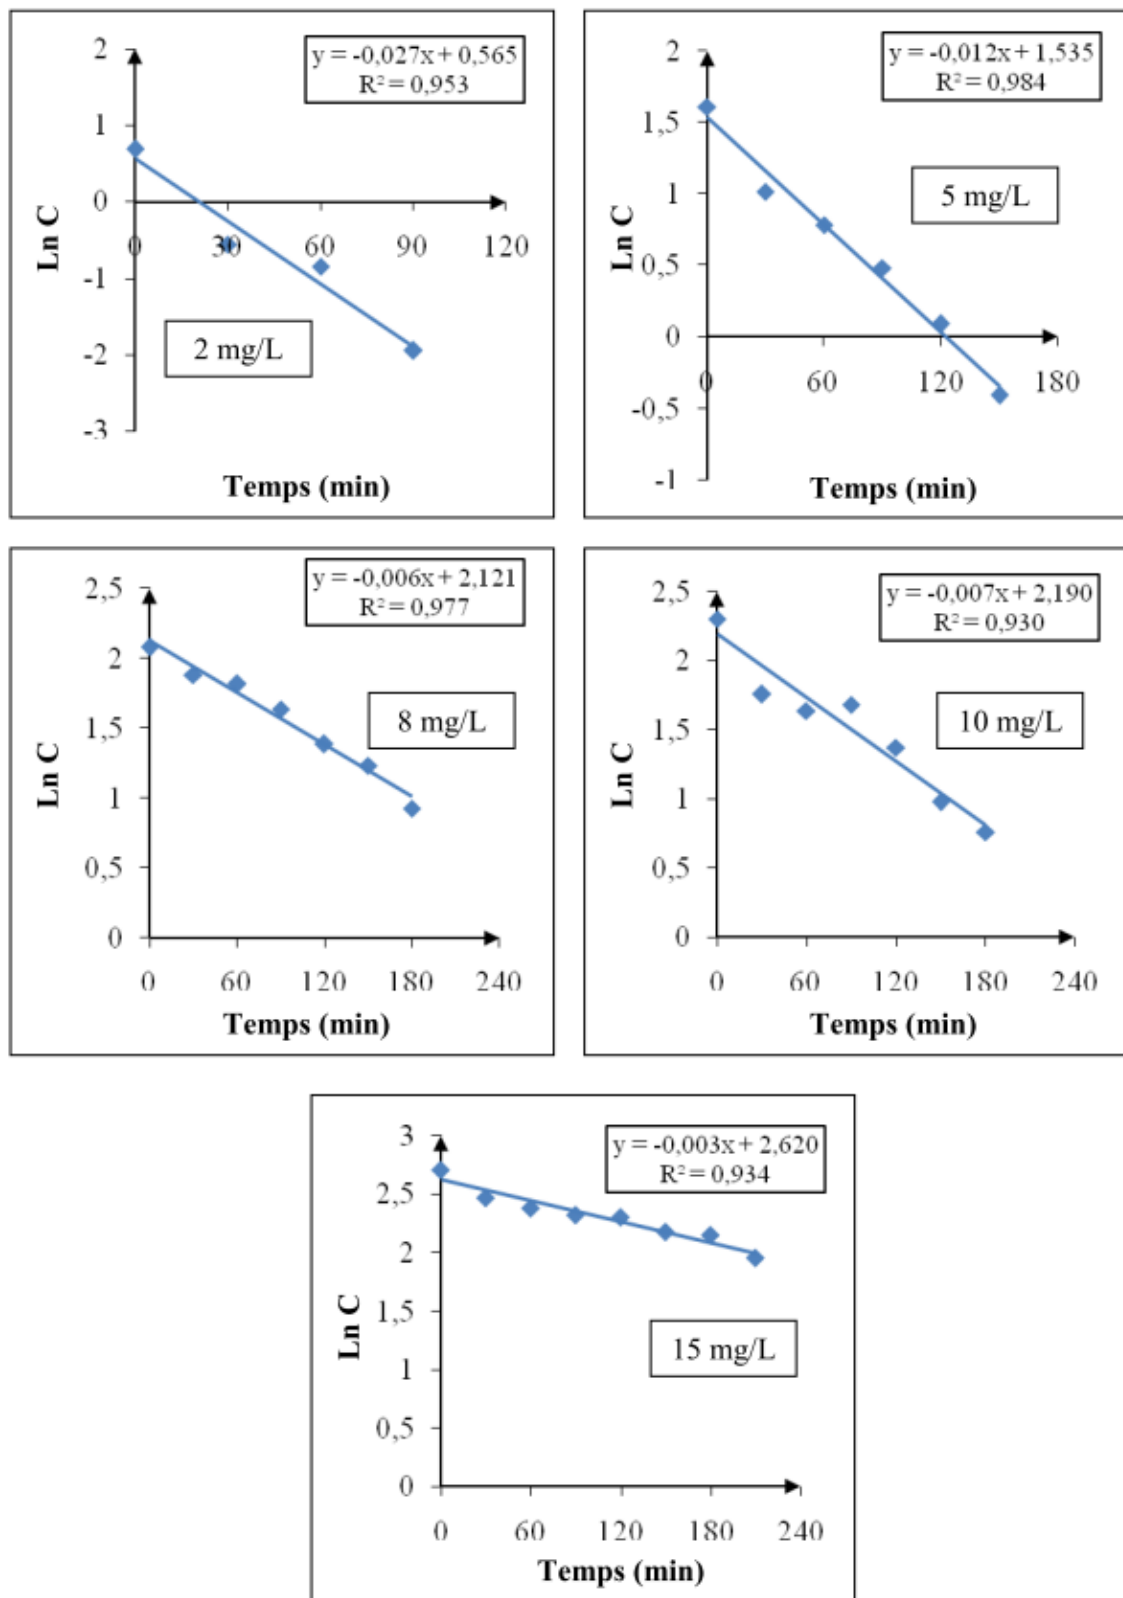 y = -0,027x + 0,565
R² = 0,953
2
1
0
-1
-2
-3
0 30 60 90 120
Ln C
2 mg/L
Temps (min)
y = -0,012x + 1,535
R² = 0,984
2
1,5
1
0,5
0
-0,5
-1
0 60 120 180
Ln C
5 mg/L
Temps (min)
y = -0,006x + 2,121
R² = 0,977
2,5
2
1,5
1
0,5
0
0 60 120 180 240
Ln C
8 mg/L
Temps (min)
y = -0,007x + 2,190
R² = 0,930
2,5
2
1,5
1
0,5
0
0 60 120 180 240
Ln C
10 mg/L
Temps (min)
y = -0,003x + 2,620
R² = 0,934
3
2,5
2
1,5
1
0,5
0
0 60 120 180 240
Ln C
15 mg/L
Temps (min)